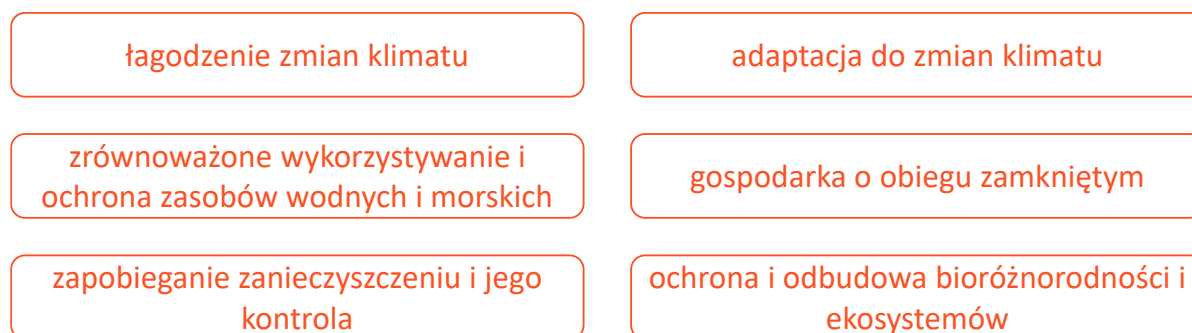 łagodzenie zmian klimatu
adaptacja do zmian klimatu
zrównoważone wykorzystywanie i
ochrona zasobów wodnych i morskich
gospodarka o obiegu zamkniętym
zapobieganie zanieczyszczeniu i jego
kontrola
ochrona i odbudowa bioróżnorodności i
ekosystemów